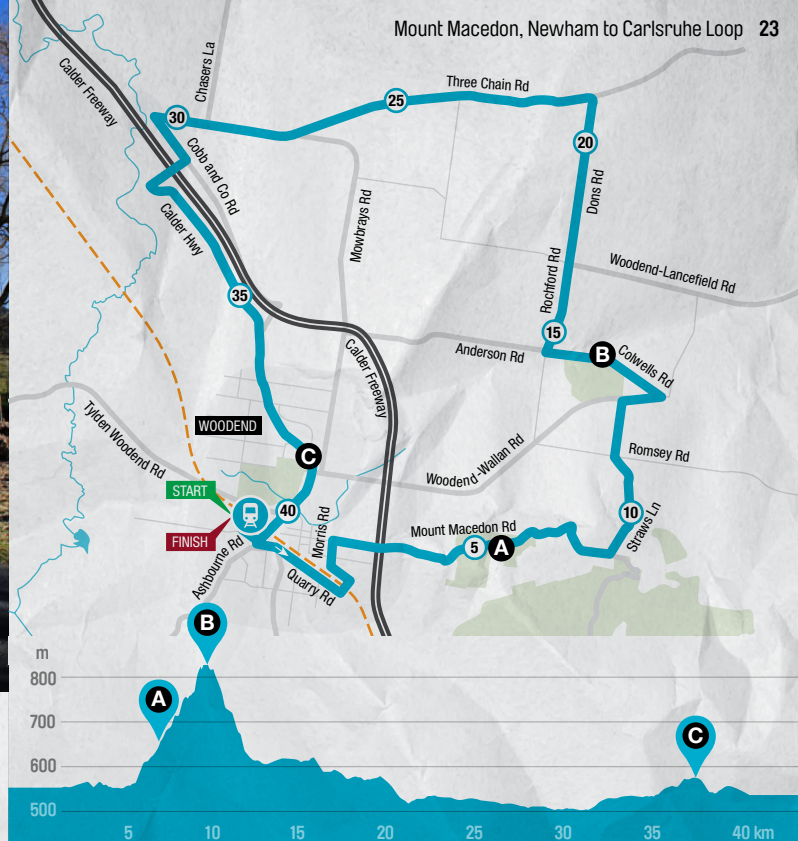 Mount Macedon, Newham to Carlsruhe Loop 23
Calder Freeway
Chasers La
30
25
Three Chain Rd
20
Cobb and Co Rd
Dons Rd
Calder Hwy
Mowbrays Rd
Woodend-Lancefield Rd
35
Rochford Rd
15
Anderson Rd
B
Colwells Rd
Calder Freeway
Tylden Woodend Rd
WOODEND
C
Woodend-Wallan Rd
Romsey Rd
START
40
10
FINISH
Morris Rd
Mount Macedon Rd
5
A
Straws Ln
Ashbourne Rd
Quarry Rd
m
B
800
A
700
C
600
500
5 10 15 20 25 30 35 40 km